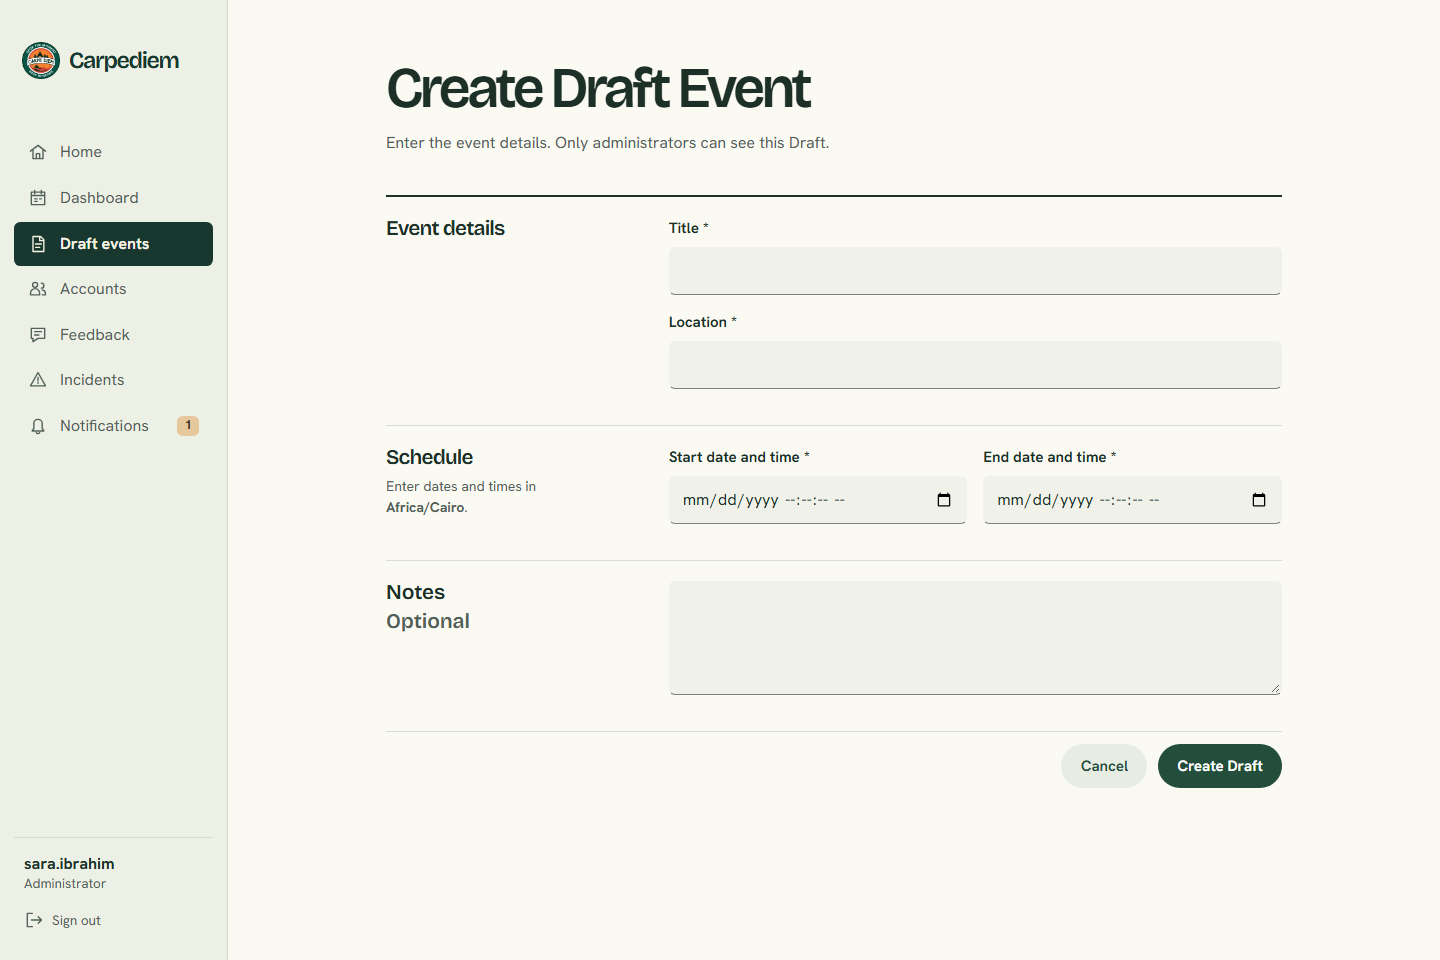 Carpediem
Home
Dashboard
Draft events
Accounts
Feedback
Incidents
Notifications 1
sara.ibrahim
Administrator
Sign out
Create Draft Event
Enter the event details. Only administrators can see this Draft.
Event details
Title *
Location *
Schedule
Enter dates and times in
Africa/Cairo.
Start date and time *
mm/dd/yyyy --:--:-- --
End date and time *
mm/dd/yyyy --:--:-- --
Notes
Optional
Cancel
Create Draft